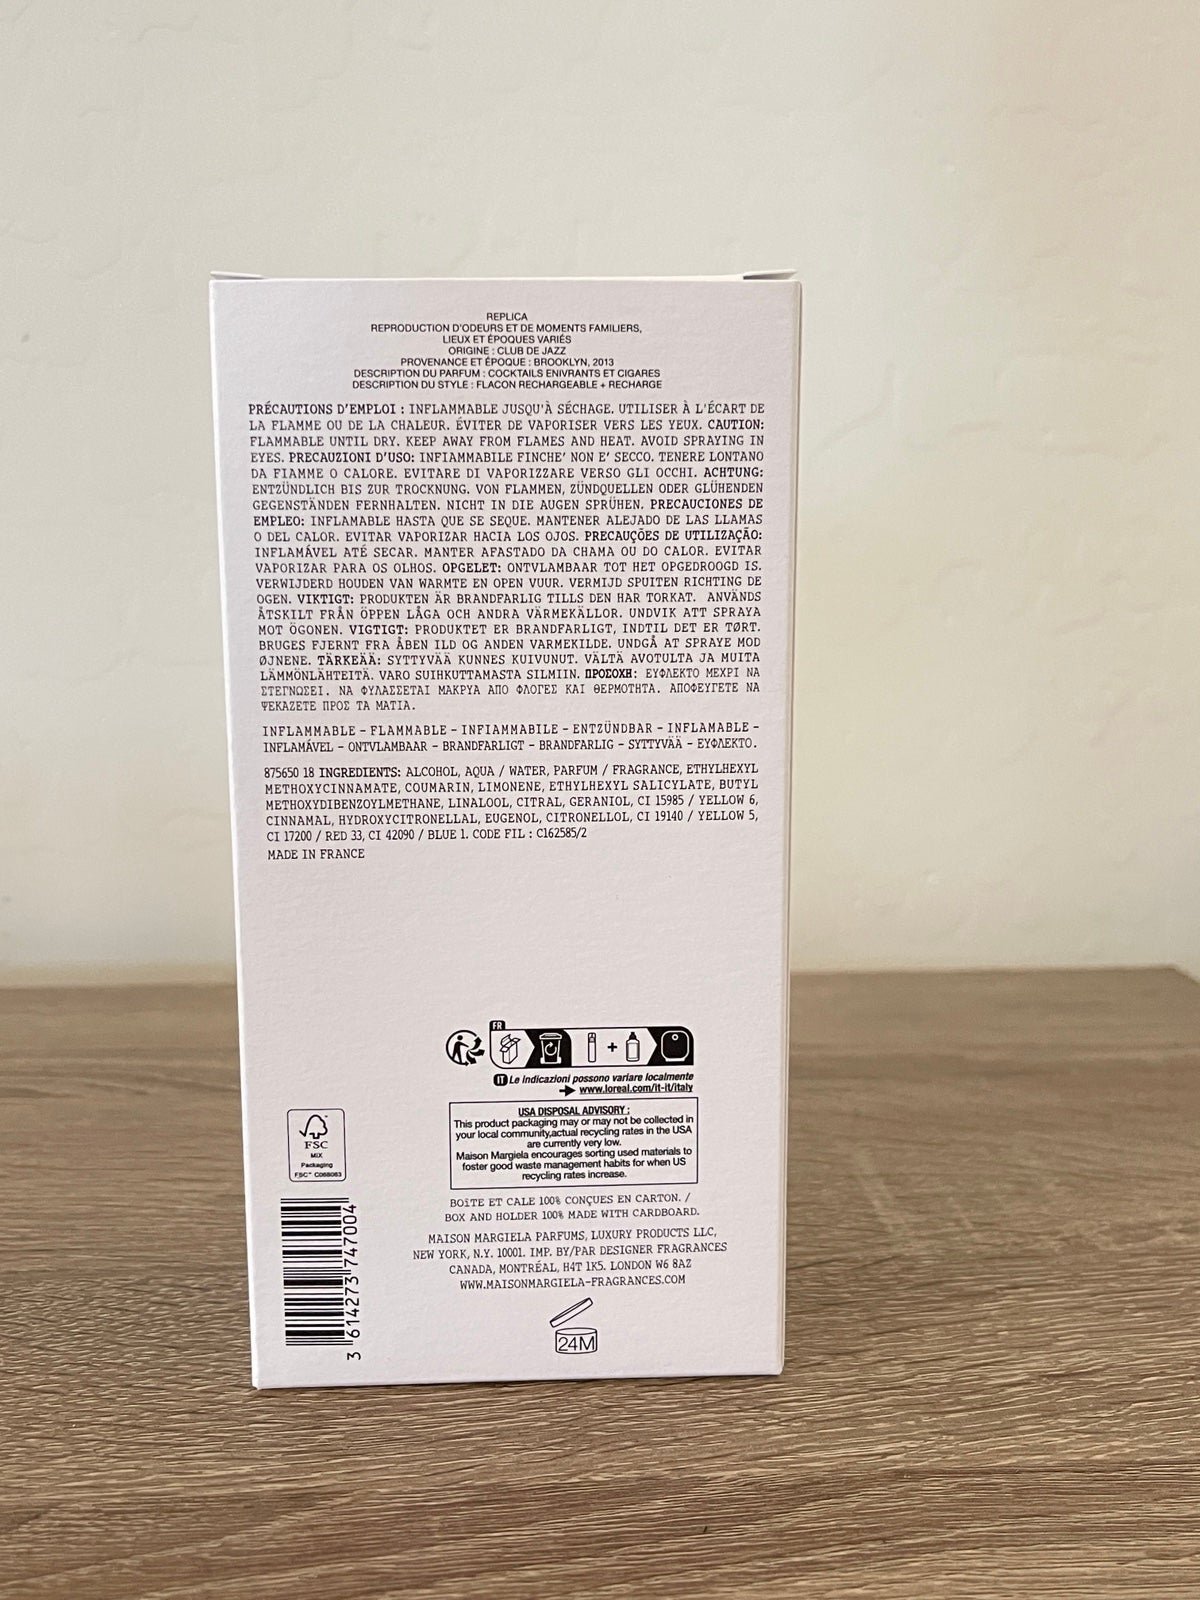 REPLICA
REPRODUCTION D'ODEURS ET DE MOMENTS FAMILIERS,
LIEUX ET ÉPOQUES VARIÉS
ORIGINE : CLUB DE JAZZ
PROVENANCE ET ÉPOQUE : BROOKLYN, 2013
DESCRIPTION DU PARFUM : COCKTAILS ENIVRANTS ET CIGARES
DESCRIPTION DU STYLE : FLACON RECHARGEABLE + RECHARGE
PRÉCAUTIONS D'EMPLOI : INFLAMMABLE JUSQU'À SÉCHAGE. UTILISER À L'ÉCART DE
LA FLAMME OU DE LA CHALEUR. ÉVITER DE VAPORISER VERS LES YEUX. CAUTION:
FLAMMABLE UNTIL DRY. KEEP AWAY FROM FLAMES AND HEAT. AVOID SPRAYING IN
EYES. PRECAUZIONI D'USO: INFIAMMABILE FINCHE' NON E' SECCO. TENERE LONTANO
DA FIAMME O CALORE. EVITARE DI VAPORIZZARE VERSO GLI OCCHI. ACHTUNG:
ENTZÜNDLICH BIS ZUR TROCKNUNG. VON FLAMMEN, ZÜNDQUELLEN ODER GLÜHENDEN
GEGENSTÄNDEN FERNHALTEN. NICHT IN DIE AUGEN SPRÜHEN. PRECAUCIONES DE
EMPLEO: INFLAMABLE HASTA QUE SE SEQUE. MANTENER ALEJADO DE LAS LLAMAS
O DEL CALOR. EVITAR VAPORIZAR HACIA LOS OJOS. PRECAUÇÕES DE UTILIZAÇÃO:
INFLAMÁVEL ATÉ SECAR. MANTER AFASTADO DA CHAMA OU DO CALOR. EVITAR
VAPORIZAR PARA OS OLHOS. OPGELET: ONTVLAMBAAR TOT HET OPGEDROOGD IS.
VERWIJDERD HOUDEN VAN WARMTE EN OPEN VUUR. VERMIJD SPUITEN RICHTING DE
OGEN. VIKTIGT: PRODUKTEN ÄR BRANDFARLIG TILLS DEN HAR TORKAT. ANVÄNDS
ÅTSKILT FRÅN ÖPPEN LÅGA OCH ANDRA VÄRMEKÄLLOR. UNDVIK ATT SPRAYA
MOT ÖGONEN. VIGTIGT: PRODUKTET ER BRANDFARLIGT, INDTIL DET ER TØRT.
BRUGES FJERNT FRA ÅBEN ILD OG ANDEN VARMEKILDE. UNDGÅ AT SPRAYE MOD
ØJNENE. TÄRKEÄÄ: SYTTYVÄÄ KUNNES KUIVUNUT. VÄLTÄ AVOTULTA JA MUITA
LÄMMÖNLÄHTEITÄ. VARO SUIHKUTTAMASTA SILMIIN. ΠΡΟΣΟΧΗ: ΕΥΦΛΕΚΤΟ ΜΕΧΡΙ ΝΑ
ΣΤΕΓΝΩΣΕΙ. ΝΑ ΦΥΛΑΣΣΕΤΑΙ ΜΑΚΡΥΑ ΑΠΟ ΦΛΟΓΕΣ ΚΑΙ ΘΕΡΜΟΤΗΤΑ. ΑΠΟΦΕΥΓΕΤΕ ΝΑ
ΨΕΚΑΖΕΤΕ ΠΡΟΣ ΤΑ ΜΑΤΙΑ.
INFLAMMABLE – FLAMMABLE – INFIAMMABILE – ENTZÜNDBAR – INFLAMABLE –
INFLAMÁVEL – ONTVLAMBAAR – BRANDFARLIGT – BRANDFARLIG – SYTTYVÄÄ – ΕΥΦΛΕΚΤΟ.
875650 18 INGREDIENTS: ALCOHOL, AQUA / WATER, PARFUM / FRAGRANCE, ETHYLHEXYL
METHOXYCINNAMATE, COUMARIN, LIMONENE, ETHYLHEXYL SALICYLATE, BUTYL
METHOXYDIBENZOYLMETHANE, LINALOOL, CITRAL, GERANIOL, CI 15985 / YELLOW 6,
CINNAMAL, HYDROXYCITRONELLAL, EUGENOL, CITRONELLOL, CI 19140 / YELLOW 5,
CI 17200 / RED 33, CI 42090 / BLUE 1. CODE FIL : C162585/2
MADE IN FRANCE
FR
IT Le indicazioni possono variare localmente
www.loreal.com/it-it/italy
USA DISPOSAL ADVISORY :
This product packaging may or may not be collected in
your local community,actual recycling rates in the USA
are currently very low.
Maison Margiela encourages sorting used materials to
foster good waste management habits for when US
recycling rates increase.
FSC
MIX
Packaging
FSC™ C068063
BOîTE ET CALE 100% CONÇUES EN CARTON. /
BOX AND HOLDER 100% MADE WITH CARDBOARD.
MAISON MARGIELA PARFUMS, LUXURY PRODUCTS LLC,
NEW YORK, N.Y. 10001. IMP. BY/PAR DESIGNER FRAGRANCES
CANADA, MONTRÉAL, H4T 1K5. LONDON W6 8AZ
WWW.MAISONMARGIELA-FRAGRANCES.COM
3 614273 747004
24M